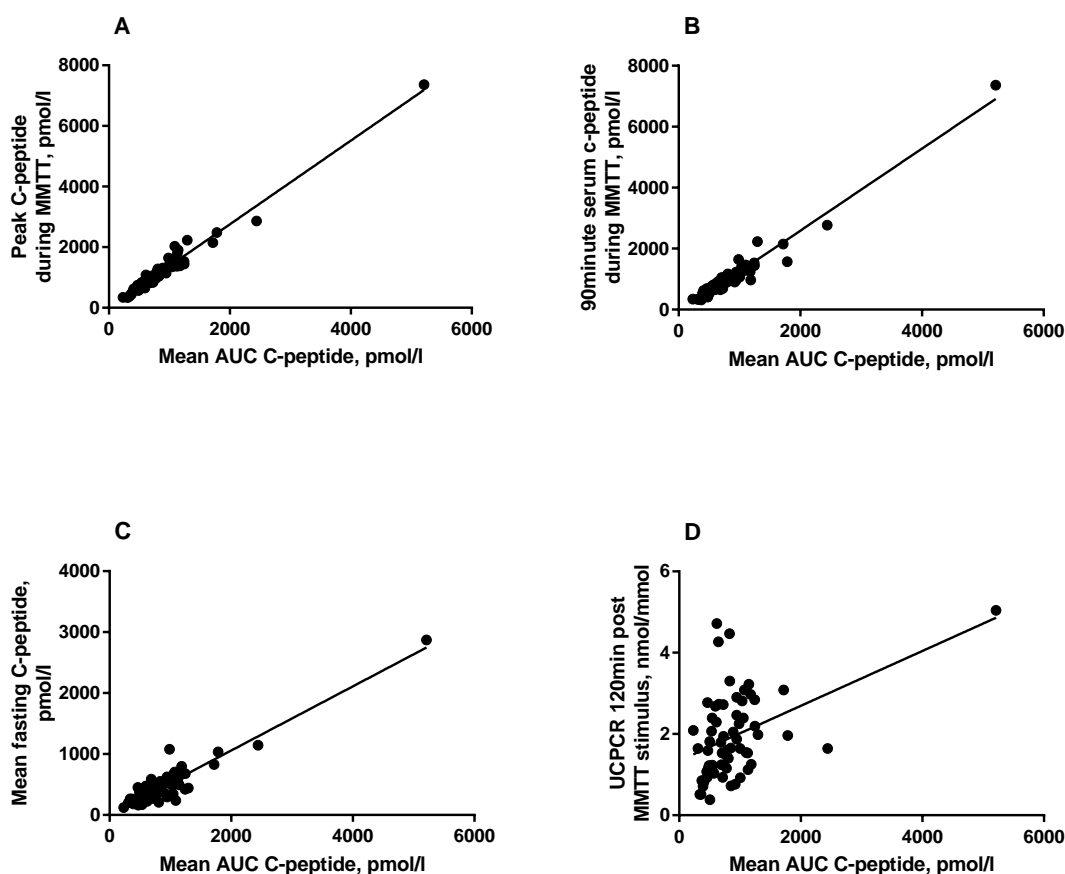 A
Peak C-peptide
during MMTT, pmol/l
8000
6000
4000
2000
0
0 2000 4000 6000
Mean AUC C-peptide, pmol/l
B
90minute serum c-peptide
during MMTT, pmol/l
8000
6000
4000
2000
0
0 2000 4000 6000
Mean AUC C-peptide, pmol/l
C
Mean fasting C-peptide,
pmol/l
4000
3000
2000
1000
0
0 2000 4000 6000
Mean AUC C-peptide, pmol/l
D
UCPCR 120min post
MMTT stimulus, nmol/mmol
6
4
2
0
0 2000 4000 6000
Mean AUC C-peptide, pmol/l